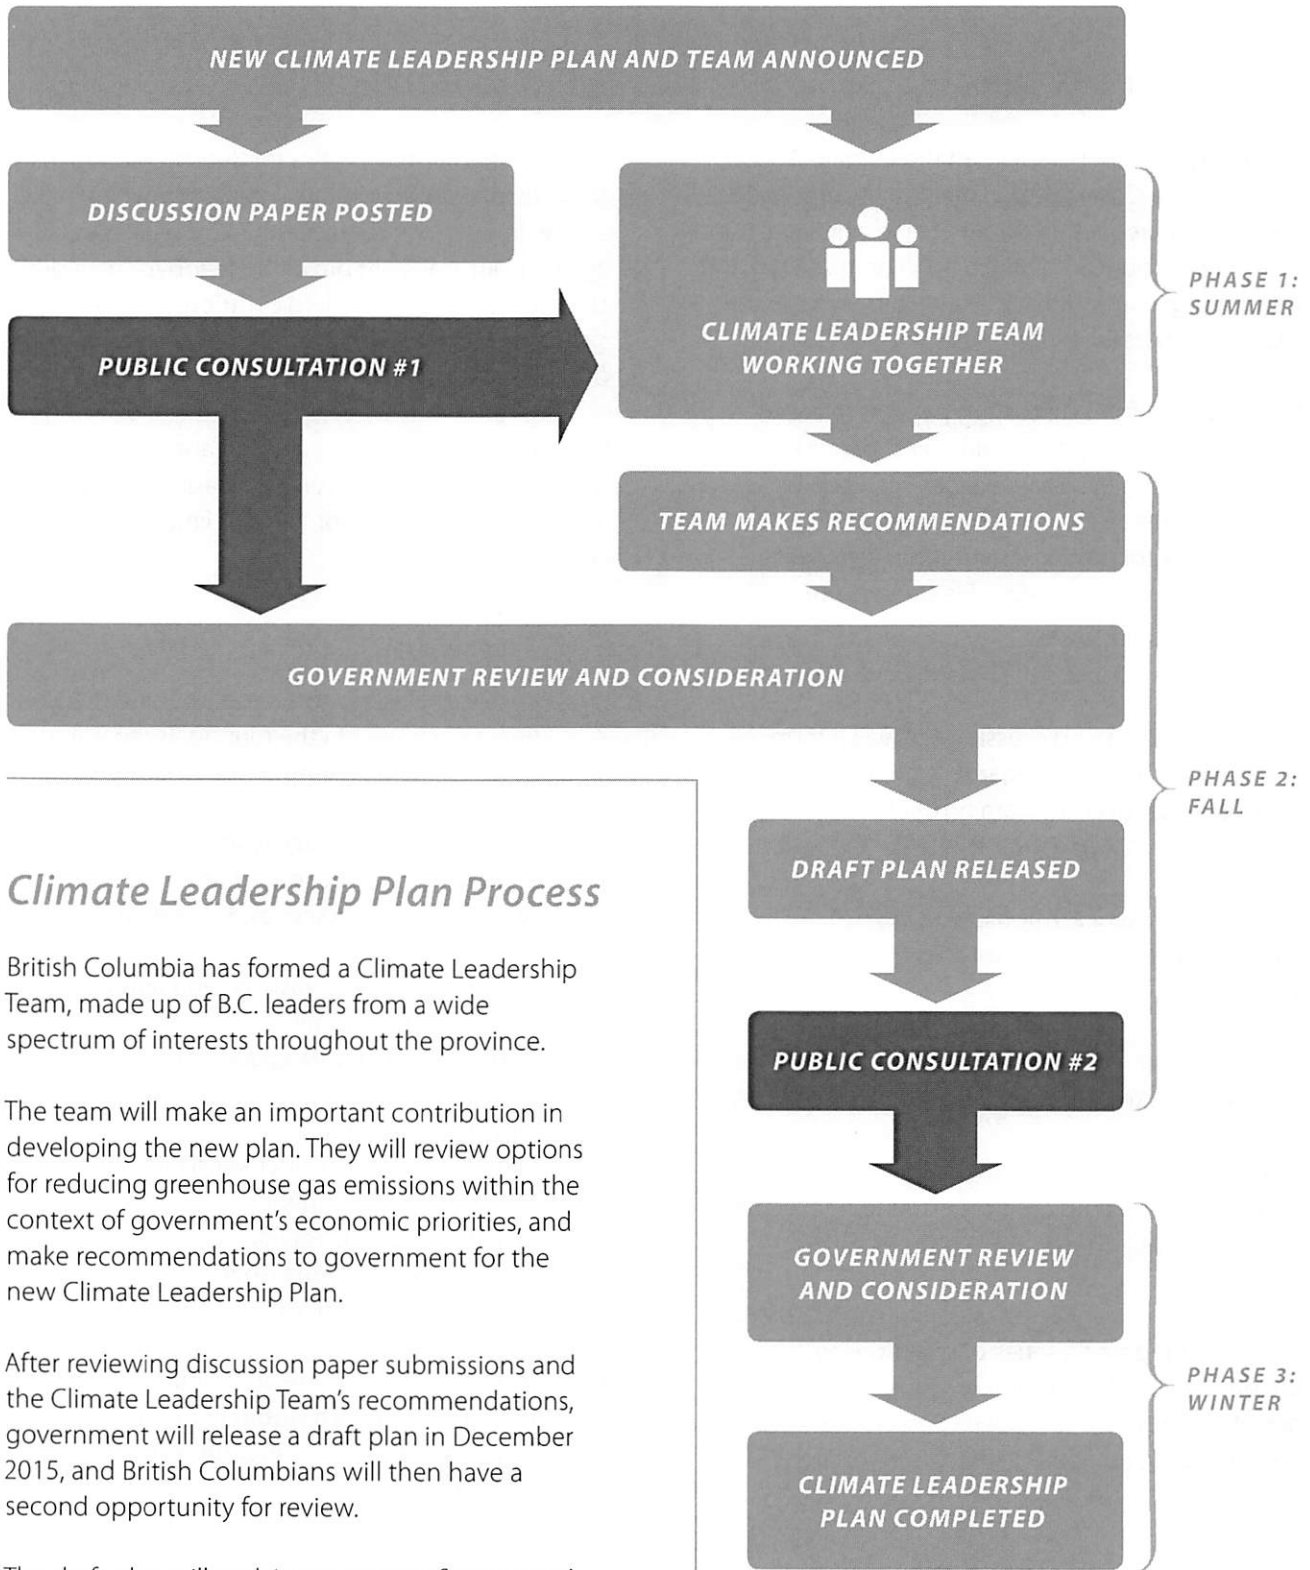 NEW CLIMATE LEADERSHIP PLAN AND TEAM ANNOUNCED
DISCUSSION PAPER POSTED
PUBLIC CONSULTATION #1
CLIMATE LEADERSHIP TEAM
WORKING TOGETHER
PHASE 1:
SUMMER
TEAM MAKES RECOMMENDATIONS
GOVERNMENT REVIEW AND CONSIDERATION
DRAFT PLAN RELEASED
PUBLIC CONSULTATION #2
PHASE 2:
FALL
GOVERNMENT REVIEW
AND CONSIDERATION
CLIMATE LEADERSHIP
PLAN COMPLETED
PHASE 3:
WINTER
Climate Leadership Plan Process
British Columbia has formed a Climate Leadership
Team, made up of B.C. leaders from a wide
spectrum of interests throughout the province.
The team will make an important contribution in
developing the new plan. They will review options
for reducing greenhouse gas emissions within the
context of government's economic priorities, and
make recommendations to government for the
new Climate Leadership Plan.
After reviewing discussion paper submissions and
the Climate Leadership Team's recommendations,
government will release a draft plan in December
2015, and British Columbians will then have a
second opportunity for review.